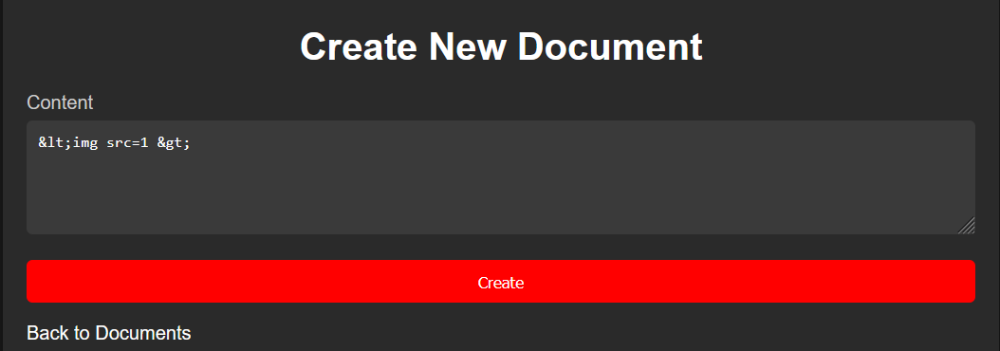 Create New Document
Content
&lt;img src=1 &gt;
Create
Back to Documents